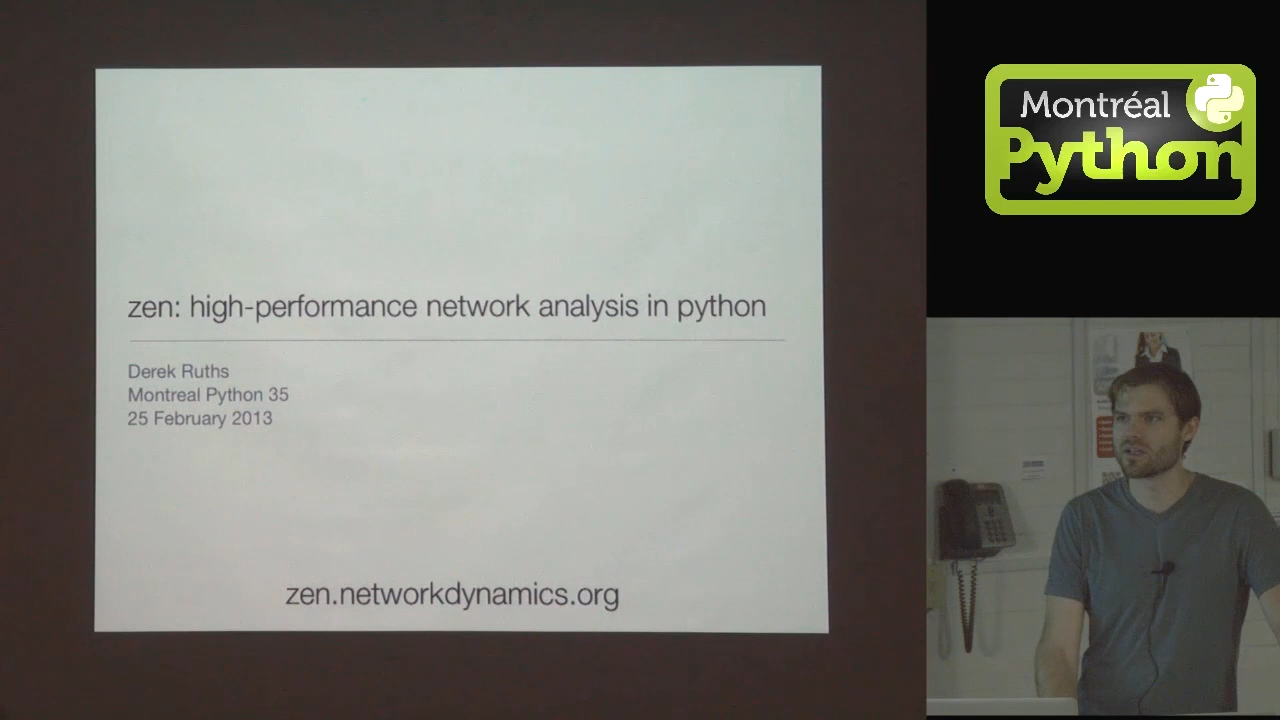 zen: high-performance network analysis in python
Derek Ruths
Montreal Python 35
25 February 2013
zen.networkdynamics.org
Montréal
Python